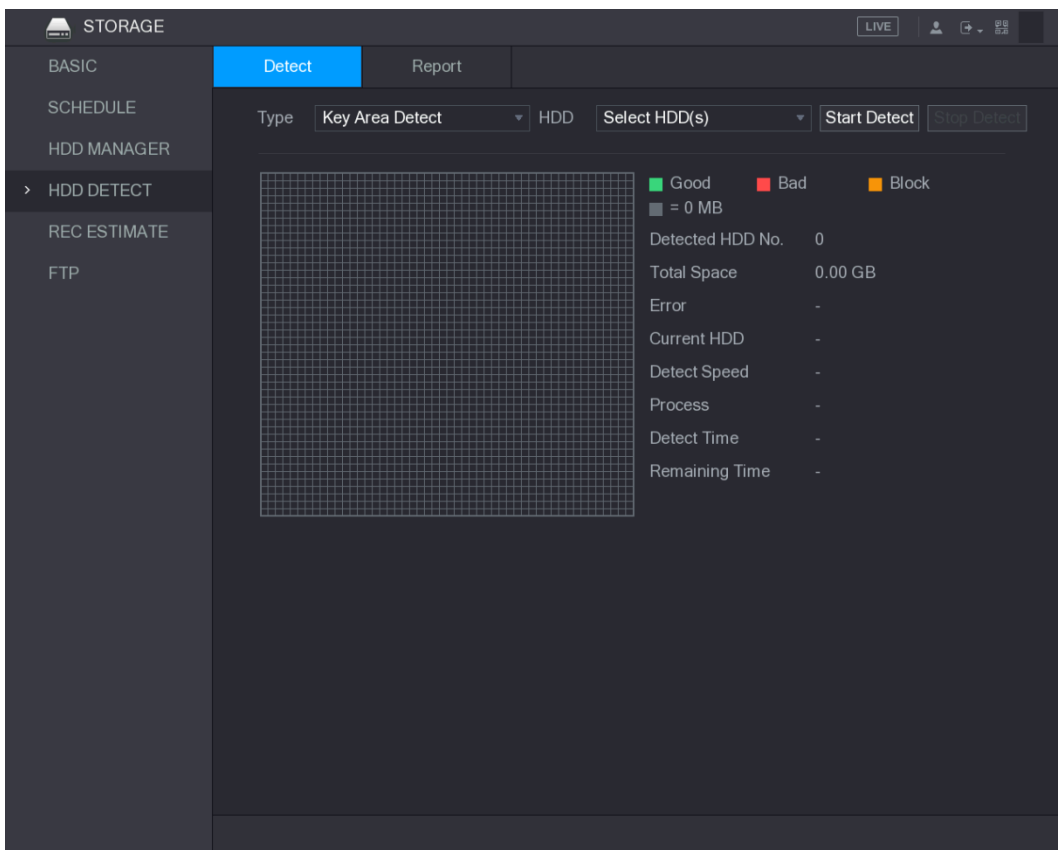 STORAGE LIVE
BASIC
Detect Report
SCHEDULE
Type Key Area Detect HDD Select HDD(s) Start Detect Stop Detect
HDD MANAGER
HDD DETECT
REC ESTIMATE
FTP
Good Bad Block
= 0 MB
Detected HDD No. 0
Total Space 0.00 GB
Error -
Current HDD -
Detect Speed -
Process -
Detect Time -
Remaining Time -